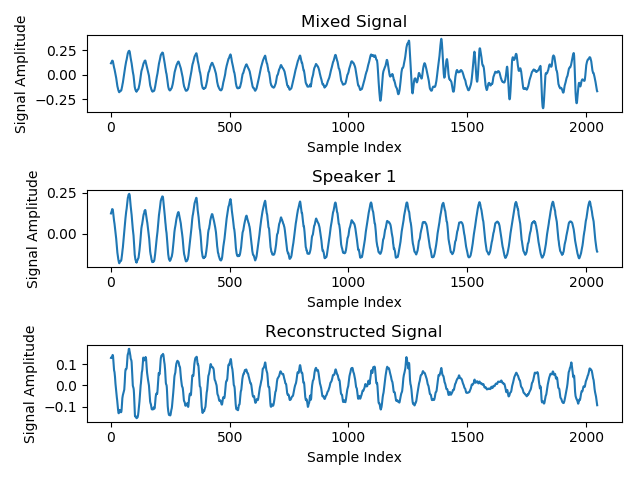 Mixed Signal
Signal Amplitude
0.25
0.00
−0.25
0 500 1000 1500 2000
Sample Index
Speaker 1
Signal Amplitude
0.25
0.00
0 500 1000 1500 2000
Sample Index
Reconstructed Signal
Signal Amplitude
0.1
0.0
−0.1
0 500 1000 1500 2000
Sample Index